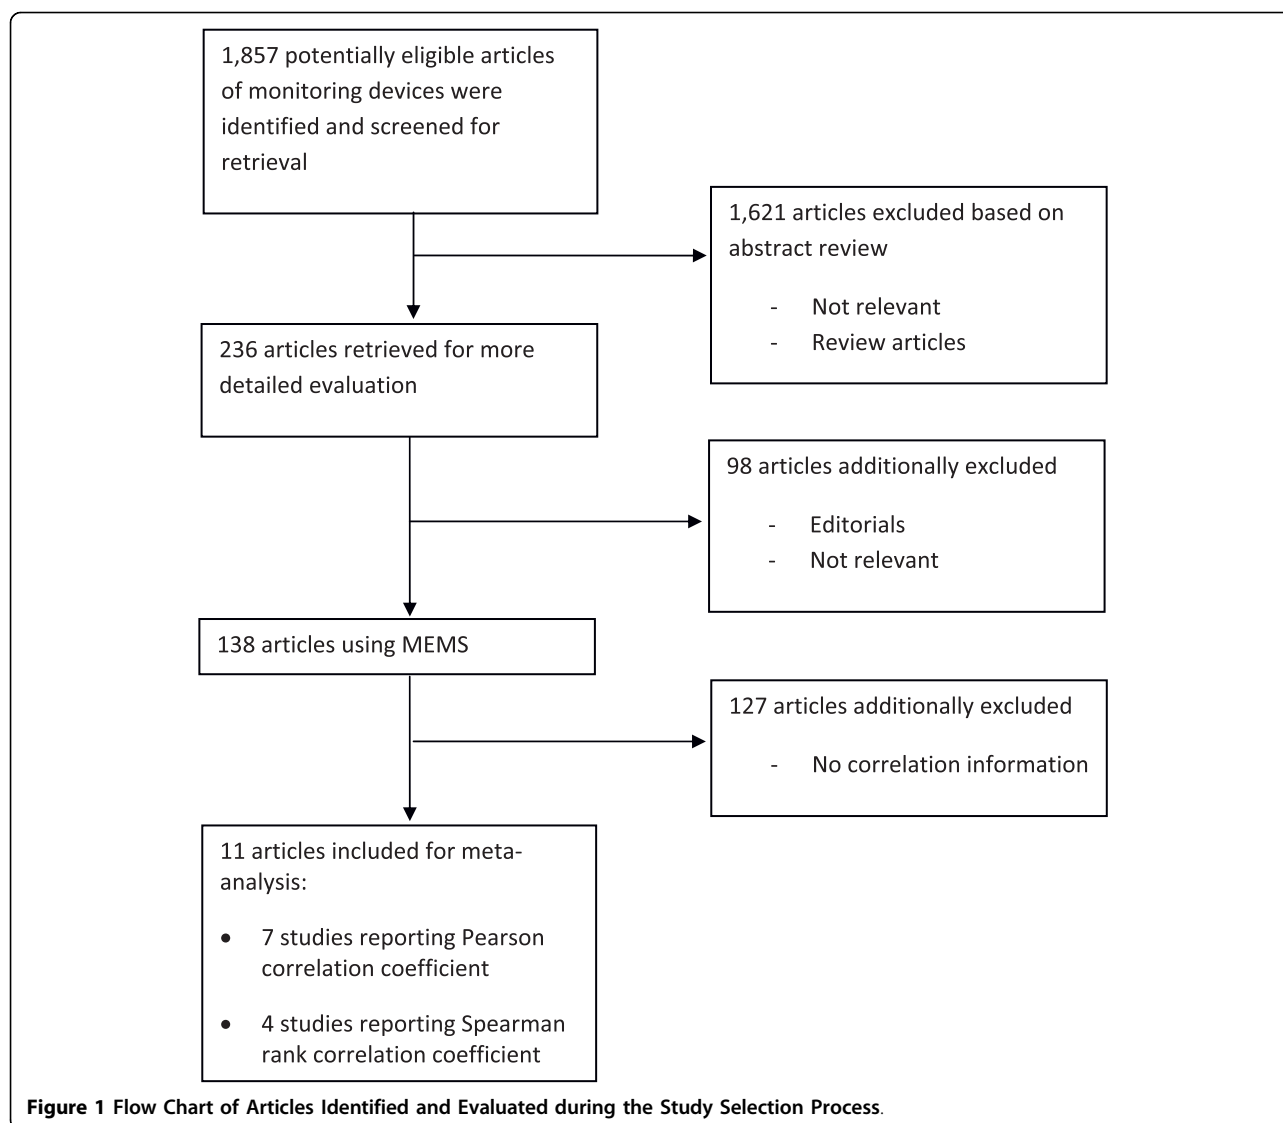 1,857 potentially eligible articles
of monitoring devices were
identified and screened for
retrieval
1,621 articles excluded based on
abstract review
- Not relevant
- Review articles
236 articles retrieved for more
detailed evaluation
98 articles additionally excluded
- Editorials
- Not relevant
138 articles using MEMS
127 articles additionally excluded
- No correlation information
11 articles included for meta-
analysis:
• 7 studies reporting Pearson
correlation coefficient
• 4 studies reporting Spearman
rank correlation coefficient
Figure 1 Flow Chart of Articles Identified and Evaluated during the Study Selection Process.